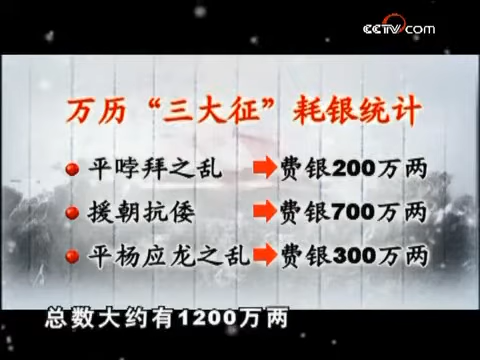 CCTV.com
万历“三大征”耗银统计
平哱拜之乱 费银200万两
援朝抗倭 费银700万两
平杨应龙之乱 费银300万两
总数大约有1200万两